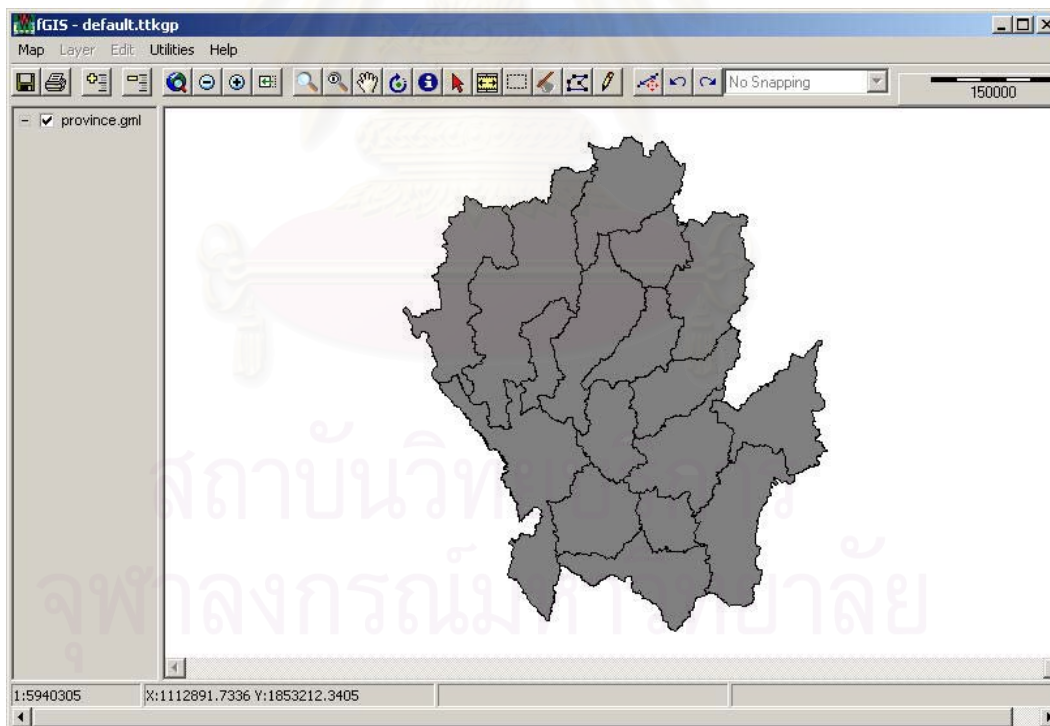 fGIS - default.ttkgp
Map Layer Edit Utilities Help
No Snapping
150000
province.gml
สถาบันวิทยบริการ
จุฬาลงกรณ์มหาวิทยาลัย
1:5940305 X:1112891.7336 Y:1853212.3405